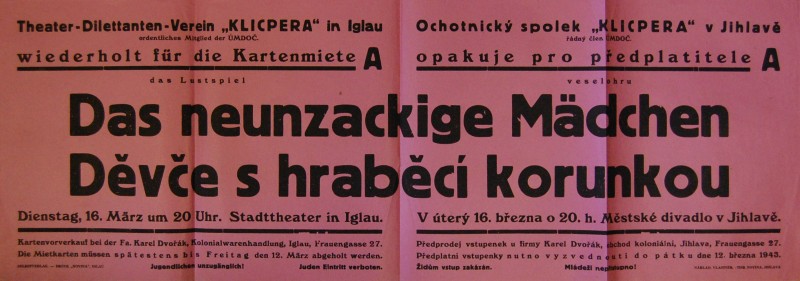 Theater-Dilettanten-Verein „KLICPERA" in Iglau
ordentliches Mitglied der ÚMDOČ.
wiederholt für die Kartenmiete A
das Lustspiel
Ochotnický spolek „KLICPERA" v Jihlavě
řádný člen ÚMDOČ.
opakuje pro předplatitele A
veselohru
Das neunzackige Mädchen
Děvče s hraběcí korunkou
Dienstag, 16. März um 20 Uhr. Stadttheater in Iglau.
V úterý 16. března o 20. h. Městské divadlo v Jihlavě.
Kartenvorverkauf bei der Fa. Karel Dvořák, Kolonialwarenhandlung, Iglau, Frauengasse 27.
Die Mietkarten müssen spätestens bis Freitag den 12. März abgeholt werden.
Jugendlichen unzugänglich! Juden Eintritt verboten.
Předprodej vstupenek u firmy Karel Dvořák, obchod koloniální, Jihlava, Frauengasse 27.
Předplatní vstupenky nutno vyzvednouti do pátku dne 12. března 1943.
Židům vstup zakázán. Mládeži nepřístupno!